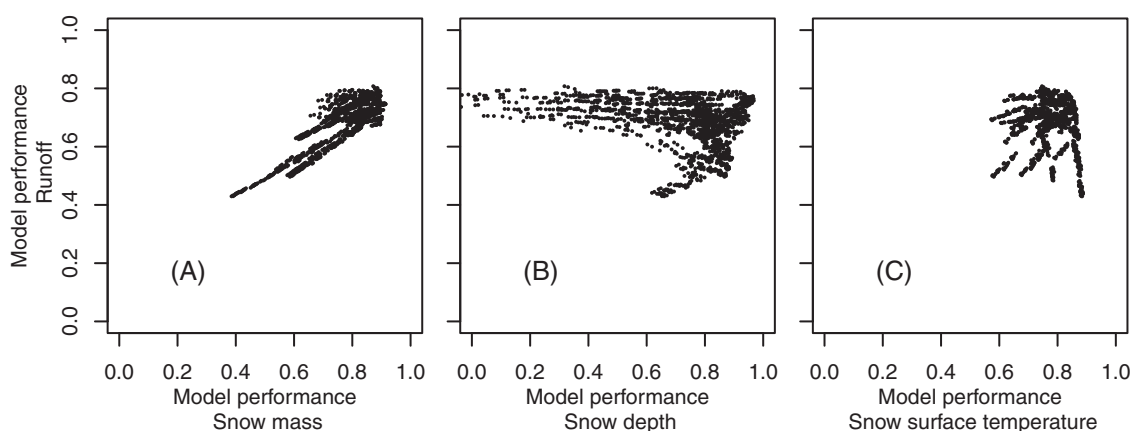 Model performance
Runoff
0.0 0.2 0.4 0.6 0.8 1.0
(A)
0.0 0.2 0.4 0.6 0.8 1.0
Model performance
Snow mass
(B)
0.0 0.2 0.4 0.6 0.8 1.0
Model performance
Snow depth
(C)
0.0 0.2 0.4 0.6 0.8 1.0
Model performance
Snow surface temperature